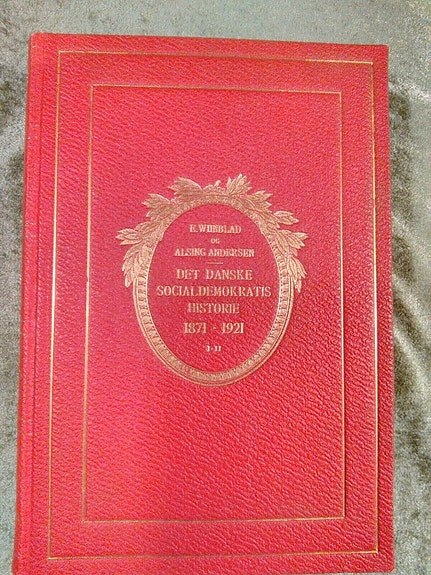 E. WIINBLAD
OG
ALSING ANDERSEN
DET DANSKE
SOCIALDEMOKRATIS
HISTORIE
1871 - 1921
I-II